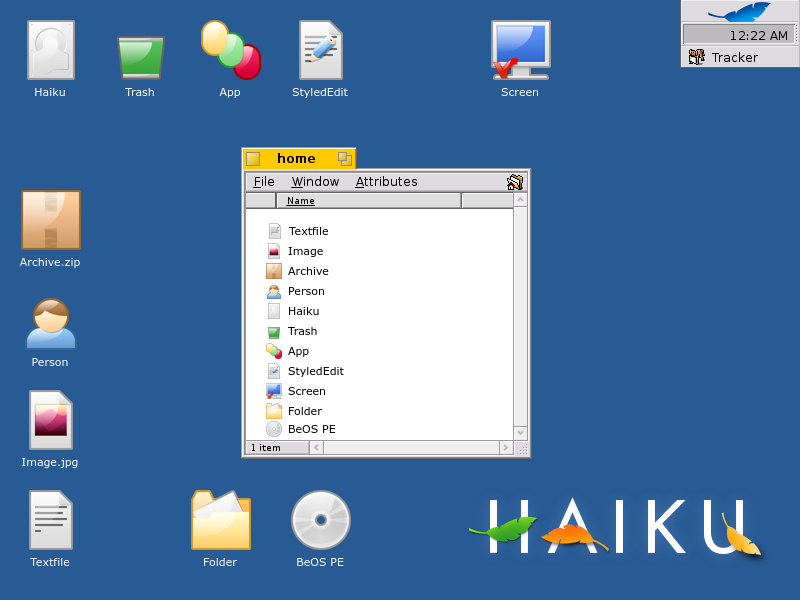 12:22 AM
Tracker
Haiku
Trash
App
StyledEdit
Screen
home
File Window Attributes
Name
Textfile
Image
Archive
Person
Haiku
Trash
App
StyledEdit
Screen
Folder
BeOS PE
1 item
Archive.zip
Person
Image.jpg
Textfile
Folder
BeOS PE
HAIKU